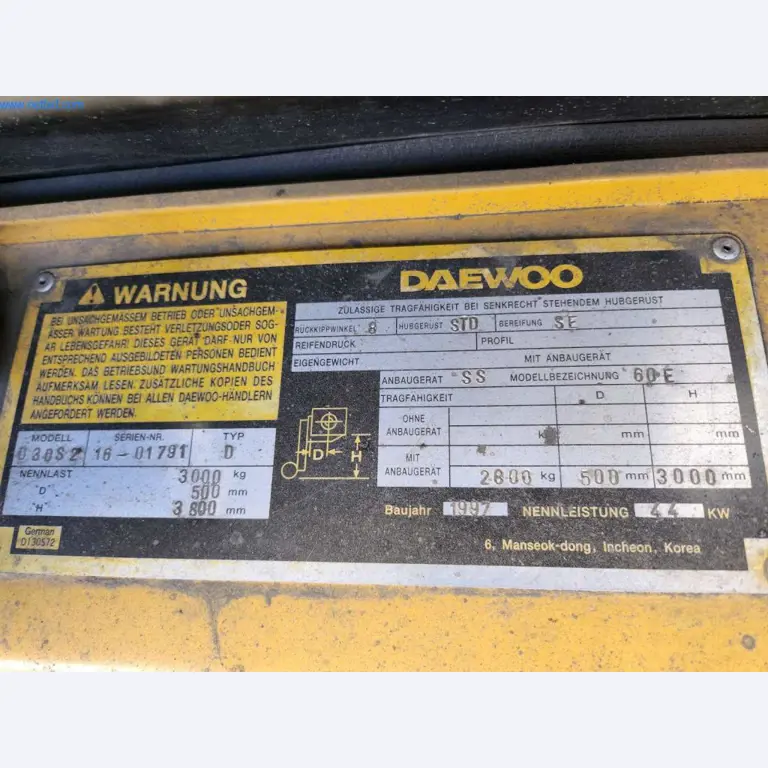 WARNUNG
BEI UNSACHGEMÄSSEM BETRIEB ODER UNSACHGEM-
ÄSSER WARTUNG BESTEHT VERLETZUNGSODER SOG-
AR LEBENSGEFAHR! DIESES GERÄT DARF NUR VON
ENTSPRECHEND AUSGEBILDETEN PERSONEN BEDIENT
WERDEN. DAS BETRIEBSUND WARTUNGSHANDBUCH
AUFMERKSAM LESEN. ZUSÄTZLICHE KOPIEN DES
HANDBUCHS KÖNNEN BEI ALLEN DAEWOO-HÄNDLERN
ANGEFORDERT WERDEN.
MODELL SERIEN-NR. TYP
16-01791 D
NENNLAST 3000 kg
"D" 500 mm
"H" 3800 mm
German
D130572
D H
DAEWOO
ZULÄSSIGE TRAGFÄHIGKEIT BEI SENKRECHT STEHENDEM HUBGERÜST
RÜCKKIPPWINKEL 8 HUBGERÜST STD BEREIFUNG SE
REIFENDRUCK PROFIL
EIGENGEWICHT MIT ANBAUGERÄT
ANBAUGERAT SS MODELLBEZEICHNUNG 60E
TRAGFÄHIGKEIT D H
OHNE
ANBAUGERÄT kg mm mm
MIT
ANBAUGERÄT 2800 kg 500 mm 3000 mm
Baujahr 1997 NENNLEISTUNG 44 KW
6, Manseok-dong, Incheon, Korea